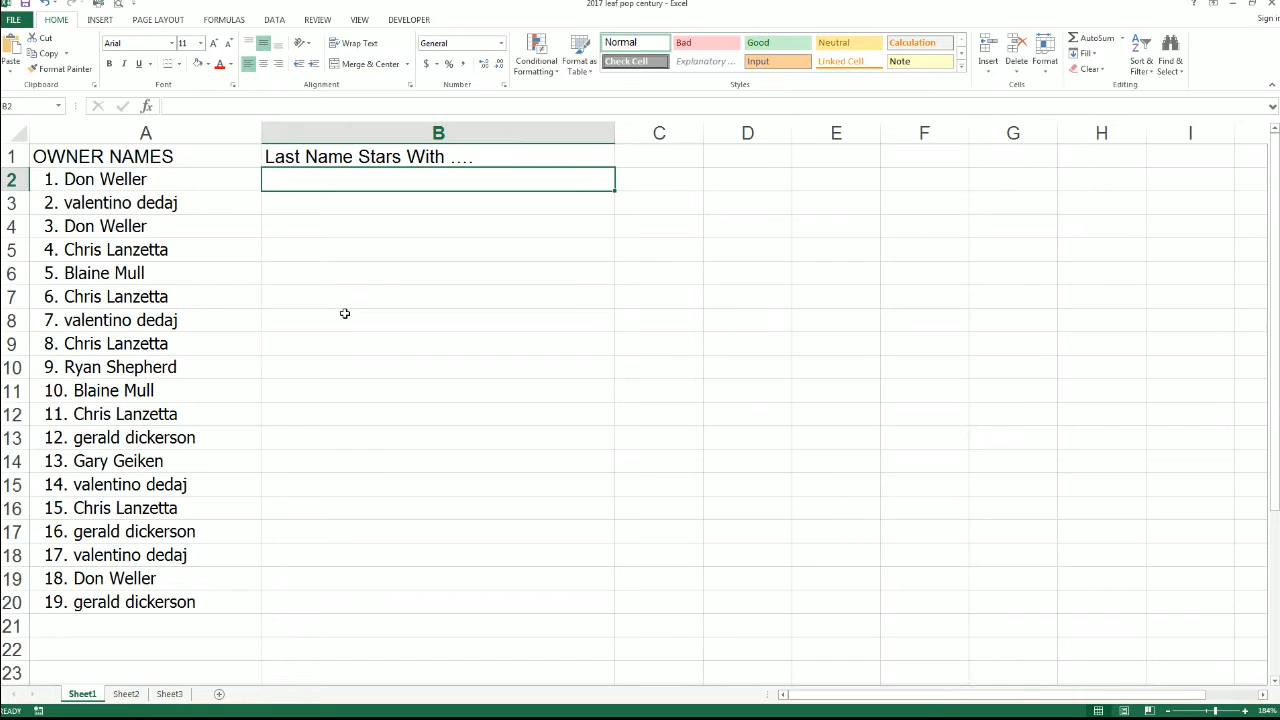 2017 leaf pop century - Excel
Sign in
FILE HOME INSERT PAGE LAYOUT FORMULAS DATA REVIEW VIEW DEVELOPER
Cut Arial 11 Wrap Text General Normal Bad Good Neutral Calculation AutoSum
Copy Fill
Paste Format Painter B I U A Merge & Center $ % , Conditional Formatting Format as Table Check Cell Explanatory ... Input Linked Cell Note Insert Delete Format Clear Sort & Filter Find & Select
Clipboard Font Alignment Number Styles Cells Editing
B2 fx
A B C D E F G H I
1 OWNER NAMES Last Name Stars With ....
2 1. Don Weller
3 2. valentino dedaj
4 3. Don Weller
5 4. Chris Lanzetta
6 5. Blaine Mull
7 6. Chris Lanzetta
8 7. valentino dedaj
9 8. Chris Lanzetta
10 9. Ryan Shepherd
11 10. Blaine Mull
12 11. Chris Lanzetta
13 12. gerald dickerson
14 13. Gary Geiken
15 14. valentino dedaj
16 15. Chris Lanzetta
17 16. gerald dickerson
18 17. valentino dedaj
19 18. Don Weller
20 19. gerald dickerson
21
22
23
Sheet1 Sheet2 Sheet3
READY 184%